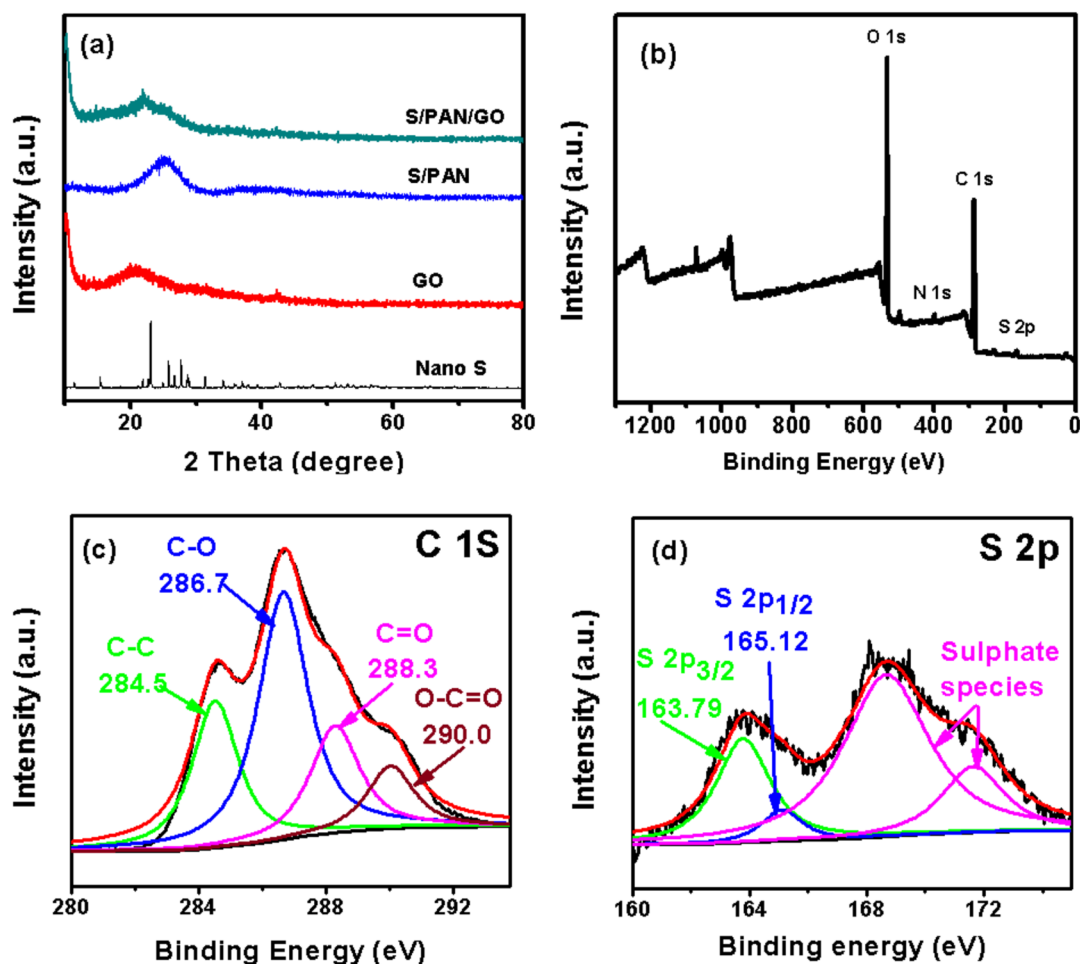 (a)
Intensity (a.u.)
S/PAN/GO
S/PAN
GO
Nano S
20 40 60 80
2 Theta (degree)
(b)
Intensity (a.u.)
O 1s
C 1s
N 1s
S 2p
1200 1000 800 600 400 200 0
Binding Energy (eV)
(c)
C 1S
Intensity (a.u.)
C-O
286.7
C-C
284.5
C=O
288.3
O-C=O
290.0
280 284 288 292
Binding Energy (eV)
(d)
S 2p
Intensity (a.u.)
S 2p1/2
165.12
S 2p3/2
163.79
Sulphate
species
160 164 168 172
Binding energy (eV)